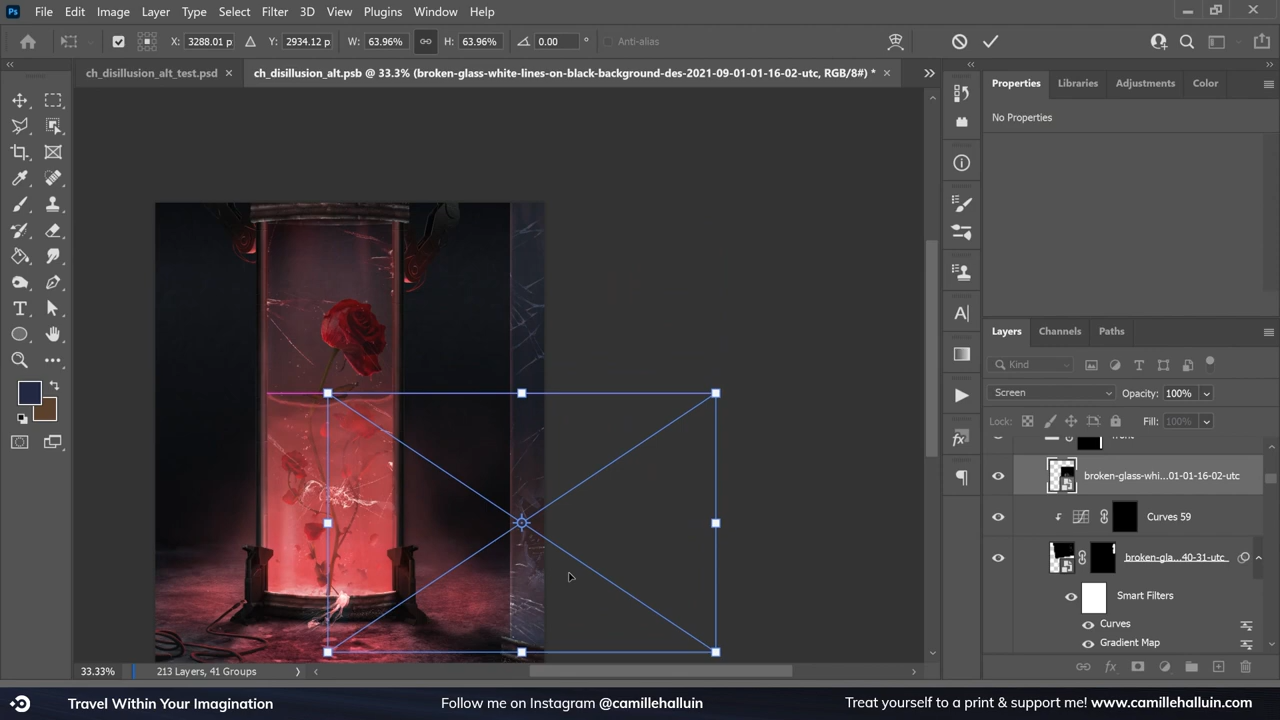 Ps File Edit Image Layer Type Select Filter 3D View Plugins Window Help
X: 3288.01 p Y: 2934.12 p W: 63.96% H: 63.96% 0.00 ° Anti-alias
ch_disillusion_alt_test.psd × ch_disillusion_alt.psb @ 33.3% (broken-glass-white-lines-on-black-background-des-2021-09-01-01-16-02-utc, RGB/8#) * ×
Properties Libraries Adjustments Color
No Properties
Layers Channels Paths
Kind
Screen Opacity: 100%
Lock: Fill: 100%
broken-glass-whi...01-01-16-02-utc
Curves 59
broken-gla...40-31-utc
Smart Filters
Curves
Gradient Map
33.33% 213 Layers, 41 Groups
Travel Within Your Imagination Follow me on Instagram @camillehalluin Treat yourself to a print & support me! www.camillehalluin.com